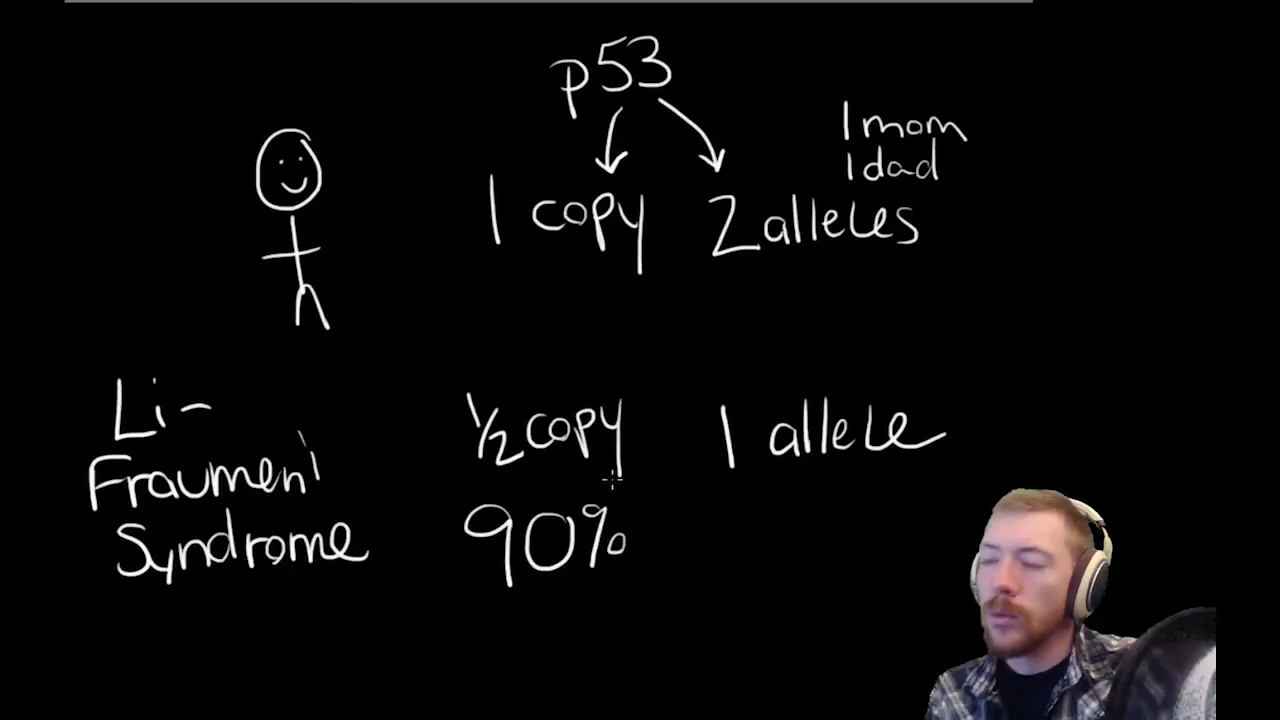 p53
1 mom
1 dad
1 copy 2 alleles
Li-
Fraumeni
Syndrome
1/2 copy 1 allele
90%